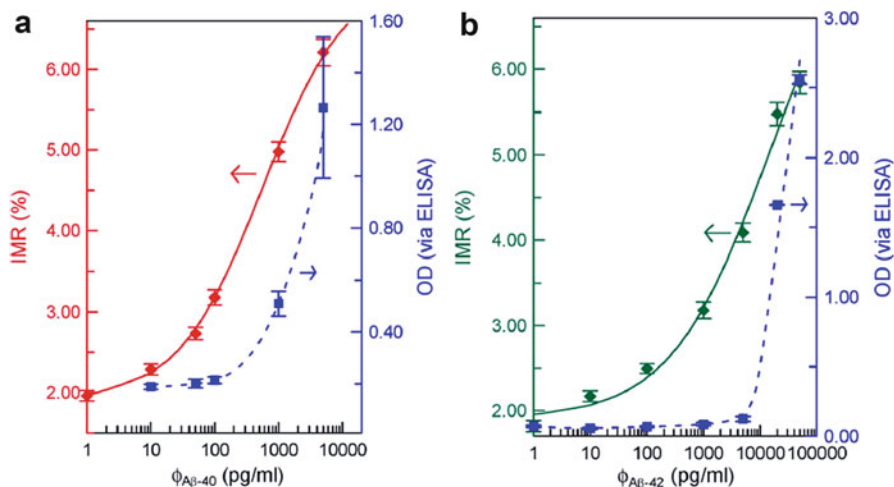 a
IMR (%)
6.00
5.00
4.00
3.00
2.00
1.60
1.20
0.80
0.40
OD (via ELISA)
1 10 100 1000 10000
ϕAβ-40 (pg/ml)
b
IMR (%)
6.00
5.00
4.00
3.00
2.00
3.00
2.00
1.00
0.00
OD (via ELISA)
1 10 100 1000 10000 100000
ϕAβ-42 (pg/ml)